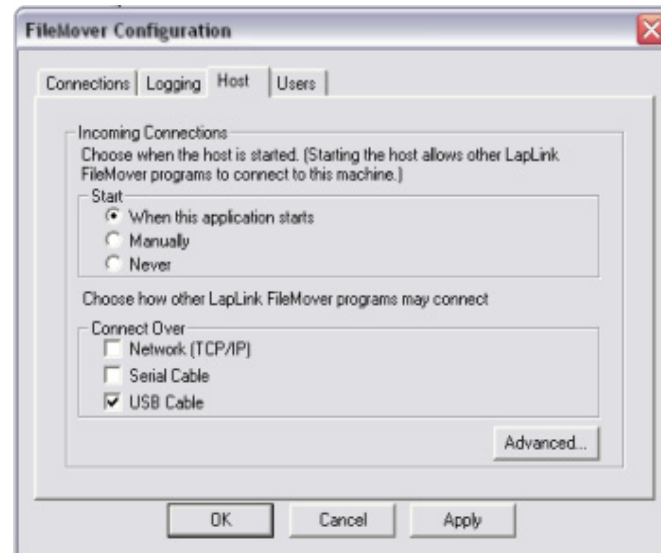 FileMover Configuration
Connections Logging Host Users
Incoming Connections
Choose when the host is started. (Starting the host allows other LapLink
FileMover programs to connect to this machine.)
Start
When this application starts
Manually
Never
Choose how other LapLink FileMover programs may connect
Connect Over
Network (TCP/IP)
Serial Cable
USB Cable
Advanced...
OK Cancel Apply